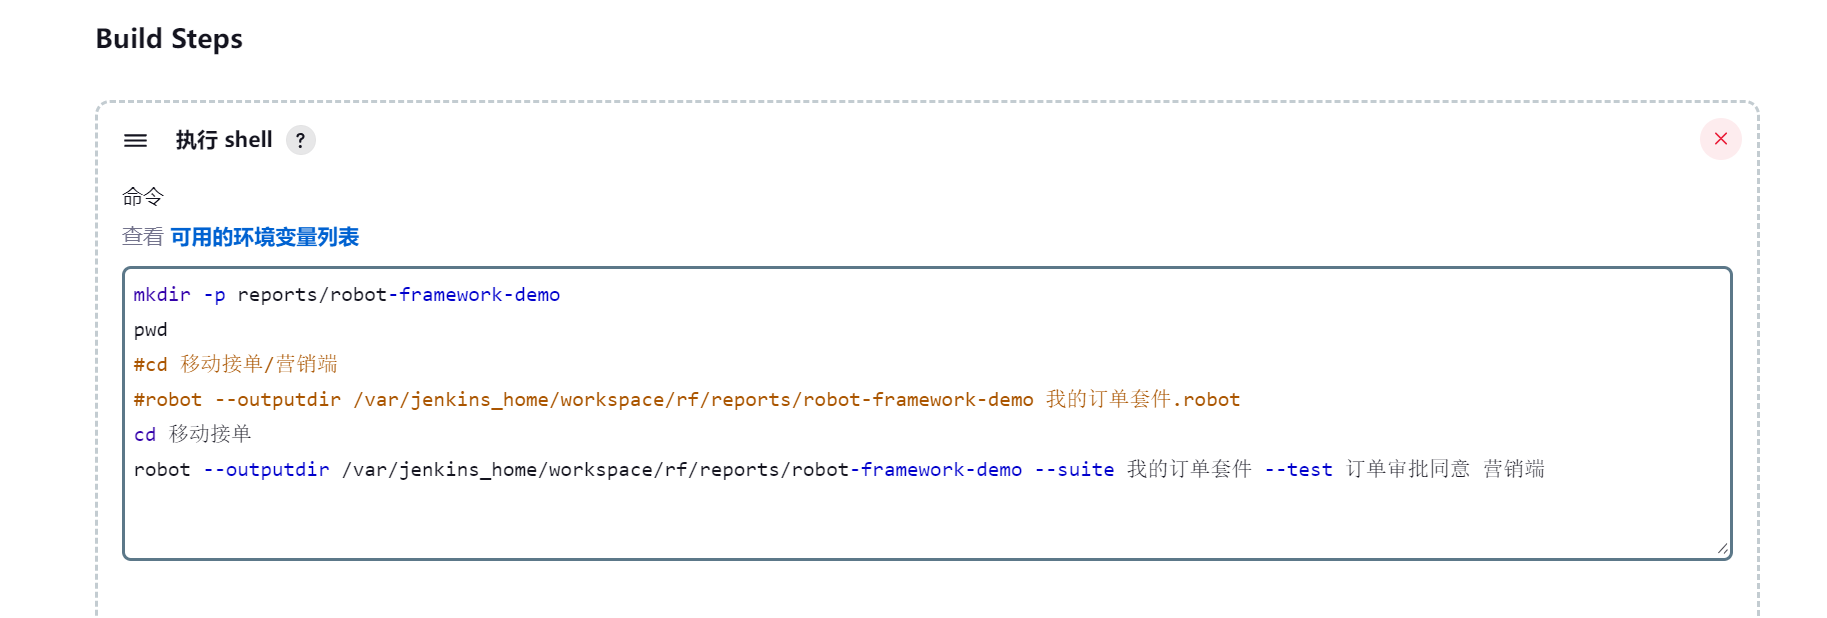 Build Steps
执行 shell ?
命令
查看 可用的环境变量列表
mkdir -p reports/robot-framework-demo
pwd
#cd 移动接单/营销端
#robot --outputdir /var/jenkins_home/workspace/rf/reports/robot-framework-demo 我的订单套件.robot
cd 移动接单
robot --outputdir /var/jenkins_home/workspace/rf/reports/robot-framework-demo --suite 我的订单套件 --test 订单审批同意 营销端